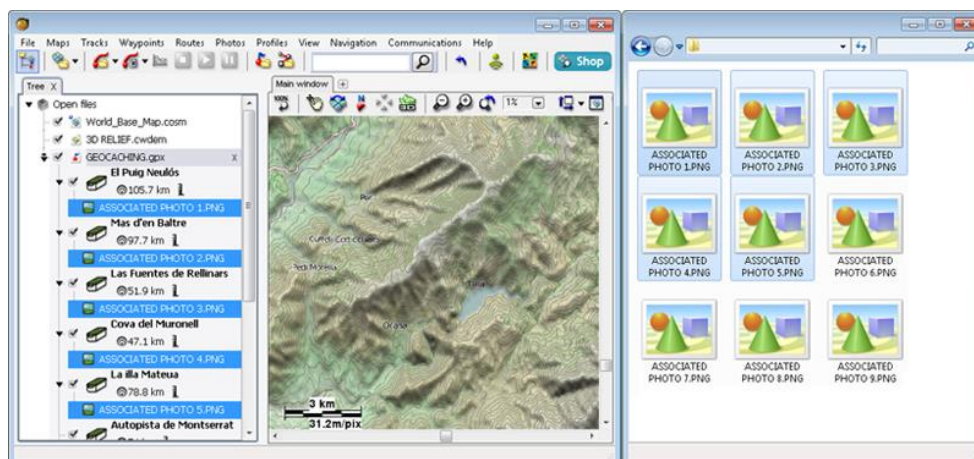 File Maps Tracks Waypoints Routes Photos Profiles View Navigation Communications Help
Shop
Tree X
Open files
World_Base_Map.cosm
3D RELIEF.cwdem
GEOCACHING.gpx x
El Puig Neulós
105.7 km
ASSOCIATED PHOTO 1.PNG
Mas d'en Baltre
97.7 km
ASSOCIATED PHOTO 2.PNG
Las Fuentes de Rellinars
51.9 km
ASSOCIATED PHOTO 3.PNG
Cova del Muronell
47.1 km
ASSOCIATED PHOTO 4.PNG
La illa Mateua
78.8 km
ASSOCIATED PHOTO 5.PNG
Autopista de Montserrat
Main window
100%
1%
3 km
31.2m/pix
ASSOCIATED
PHOTO 1.PNG
ASSOCIATED
PHOTO 2.PNG
ASSOCIATED
PHOTO 3.PNG
ASSOCIATED
PHOTO 4.PNG
ASSOCIATED
PHOTO 5.PNG
ASSOCIATED
PHOTO 6.PNG
ASSOCIATED
PHOTO 7.PNG
ASSOCIATED
PHOTO 8.PNG
ASSOCIATED
PHOTO 9.PNG